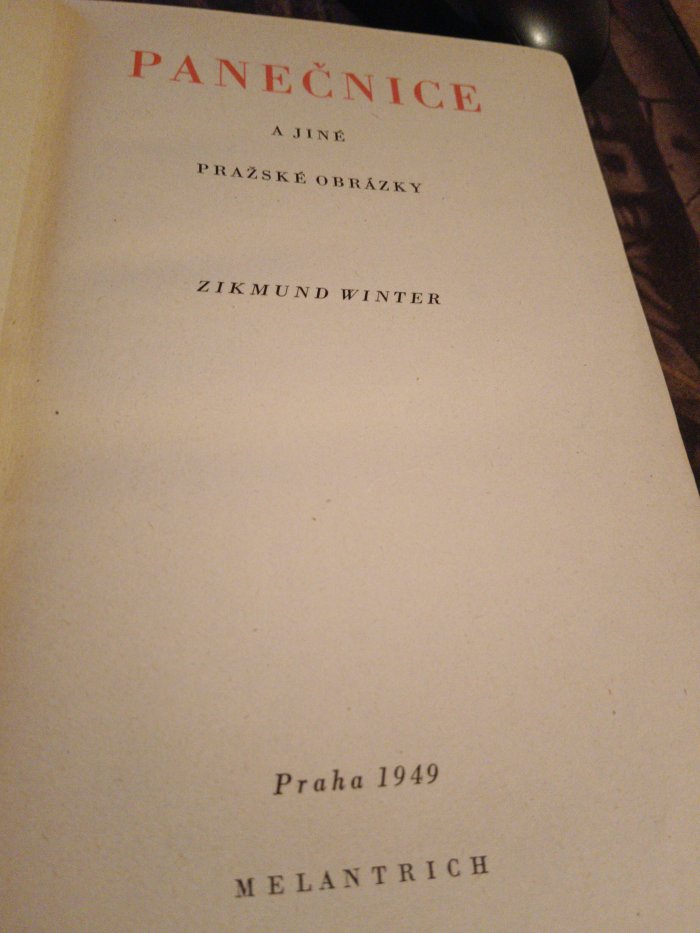 PANEČNICE
A JINÉ
PRAŽSKÉ OBRÁZKY
ZIKMUND WINTER
Praha 1949
MELANTRICH